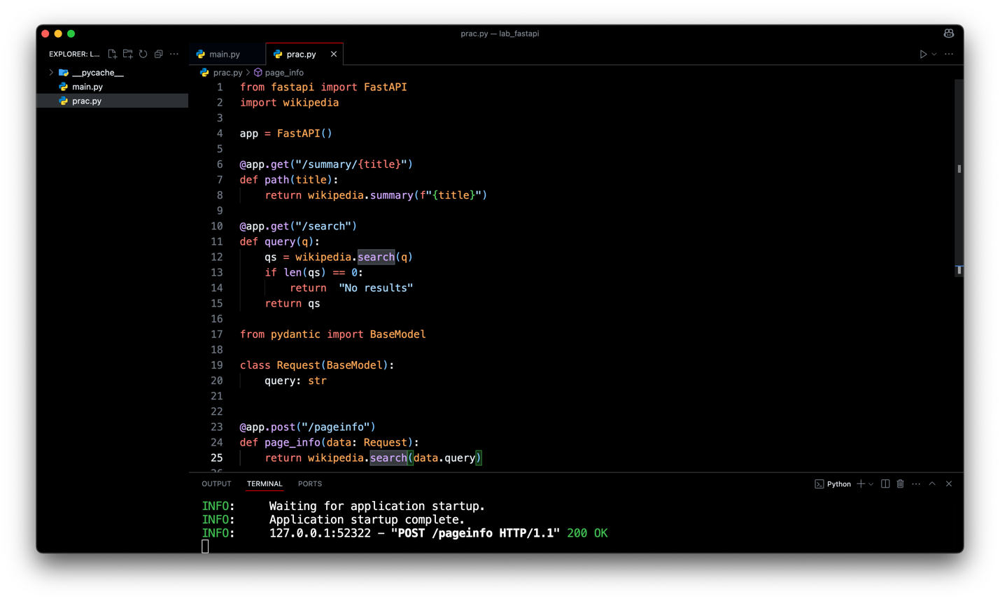 prac.py — lab_fastapi
EXPLORER: L...
main.py
prac.py
__pycache__
main.py
prac.py
prac.py > page_info
1 from fastapi import FastAPI
2 import wikipedia
3
4 app = FastAPI()
5
6 @app.get("/summary/{title}")
7 def path(title):
8 return wikipedia.summary(f"{title}")
9
10 @app.get("/search")
11 def query(q):
12 qs = wikipedia.search(q)
13 if len(qs) == 0:
14 return  "No results"
15 return qs
16
17 from pydantic import BaseModel
18
19 class Request(BaseModel):
20 query: str
21
22
23 @app.post("/pageinfo")
24 def page_info(data: Request):
25 return wikipedia.search(data.query)
OUTPUT TERMINAL PORTS
Python
INFO: Waiting for application startup.
INFO: Application startup complete.
INFO: 127.0.0.1:52322 - "POST /pageinfo HTTP/1.1" 200 OK